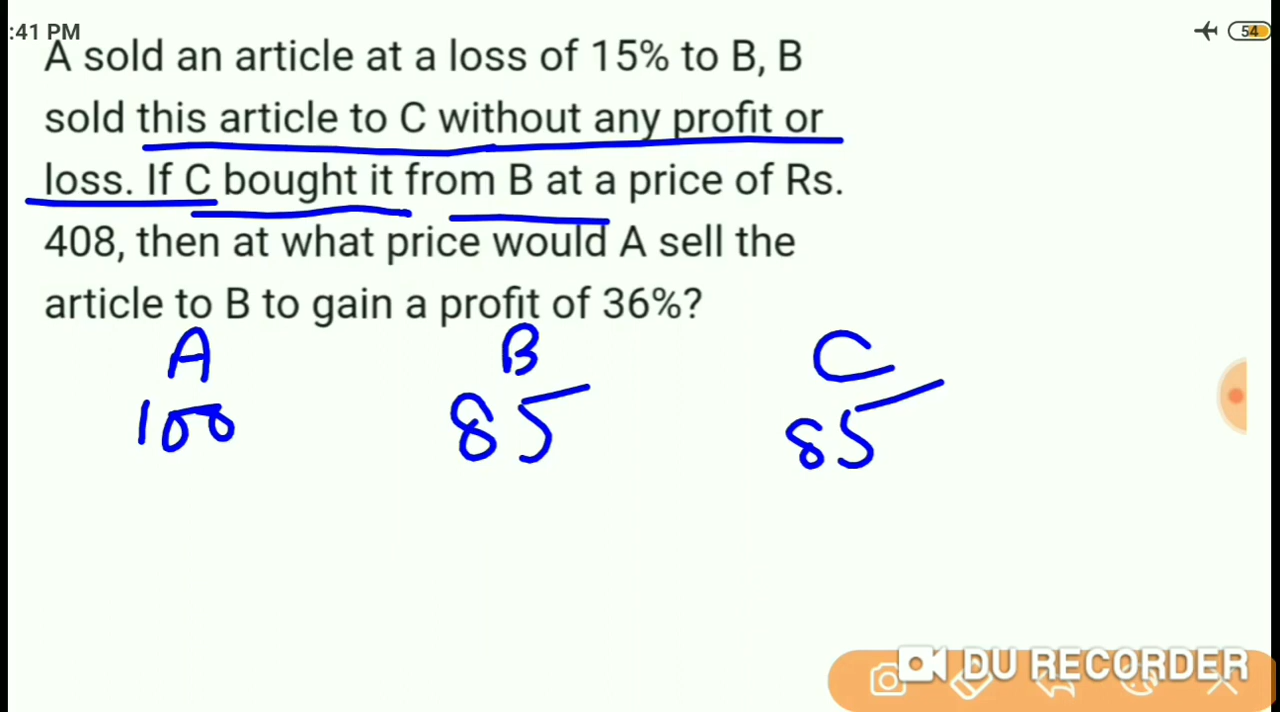 :41 PM
54
A sold an article at a loss of 15% to B, B
sold this article to C without any profit or
loss. If C bought it from B at a price of Rs.
408, then at what price would A sell the
article to B to gain a profit of 36%?
A B C
100 85 85
DU RECORDER